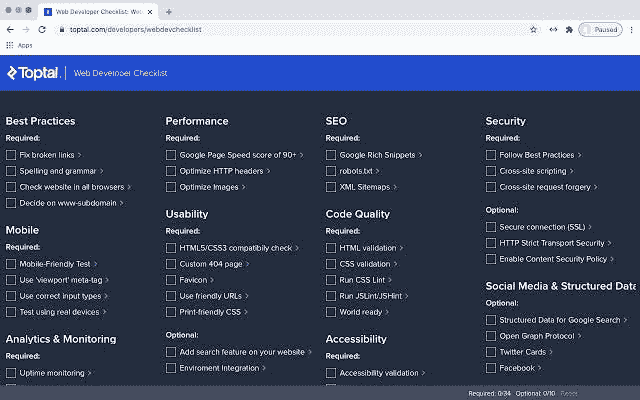 Web Developer Checklist: Web
toptal.com/developers/webdevchecklist
Paused
Apps
Toptal
Web Developer Checklist
Best Practices
Required:
Fix broken links
Spelling and grammar
Check website in all browsers
Decide on www-subdomain
Mobile
Required:
Mobile-Friendly Test
Use 'viewport' meta-tag
Use correct input types
Test using real devices
Analytics & Monitoring
Required:
Uptime monitoring
Performance
Required:
Google Page Speed score of 90+
Optimize HTTP headers
Optimize Images
Usability
Required:
HTML5/CSS3 compatibily check
Custom 404 page
Favicon
Use friendly URLs
Print-friendly CSS
Optional:
Add search feature on your website
Enviroment Integration
SEO
Required:
Google Rich Snippets
robots.txt
XML Sitemaps
Code Quality
Required:
HTML validation
CSS validation
Run CSS Lint
Run JSLint/JSHint
World ready
Accessibility
Required:
Accessibility validation
Security
Required:
Follow Best Practices
Cross-site scripting
Cross-site request forgery
Optional:
Secure connection (SSL)
HTTP Strict Transport Security
Enable Content Security Policy
Social Media & Structured Data
Optional:
Structured Data for Google Search
Open Graph Protocol
Twitter Cards
Facebook
Required: 0/34 Optional: 0/10 Reset